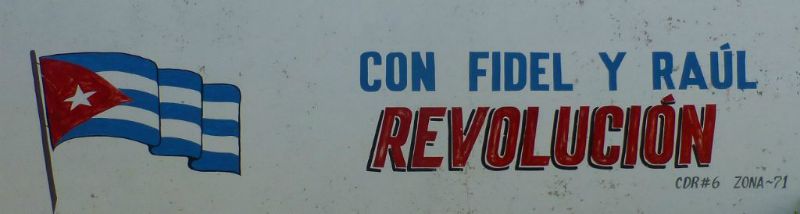 CON FIDEL Y RAÚL
REVOLUCIÓN
CDR#6 ZONA~71